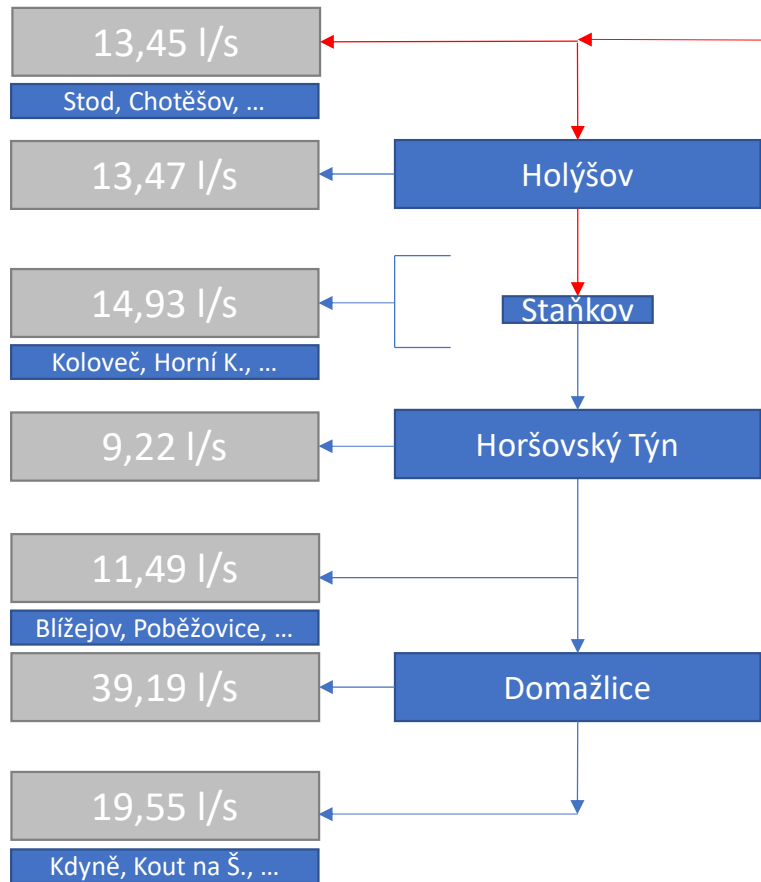 13,45 l/s
Stod, Chotěšov, ...
13,47 l/s
Holýšov
14,93 l/s
Staňkov
Koloveč, Horní K., ...
9,22 l/s
Horšovský Týn
11,49 l/s
Blížejov, Poběžovice, ...
39,19 l/s
Domažlice
19,55 l/s
Kdyně, Kout na Š., ...